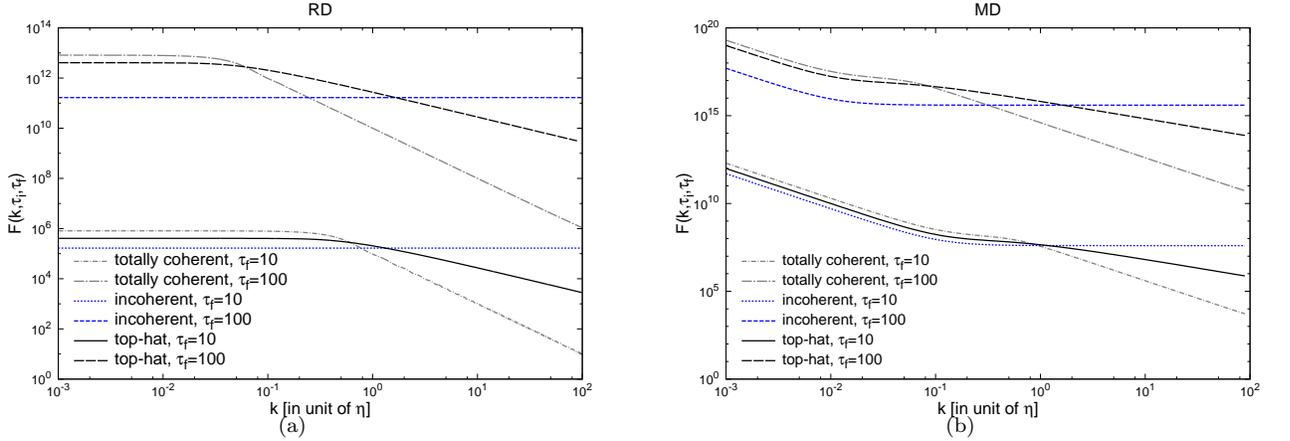 RD
10^14
10^12
10^10
10^8
10^6
10^4
10^2
10^0
F(k,τ_i,τ_f)
totally coherent, τ_f=10
totally coherent, τ_f=100
incoherent, τ_f=10
incoherent, τ_f=100
top-hat, τ_f=10
top-hat, τ_f=100
10^-3 10^-2 10^-1 10^0 10^1 10^2
k [in unit of η]
(a)
MD
10^20
10^15
10^10
10^5
10^0
F(k,τ_i,τ_f)
totally coherent, τ_f=10
totally coherent, τ_f=100
incoherent, τ_f=10
incoherent, τ_f=100
top-hat, τ_f=10
top-hat, τ_f=100
10^-3 10^-2 10^-1 10^0 10^1 10^2
k [in unit of η]
(b)